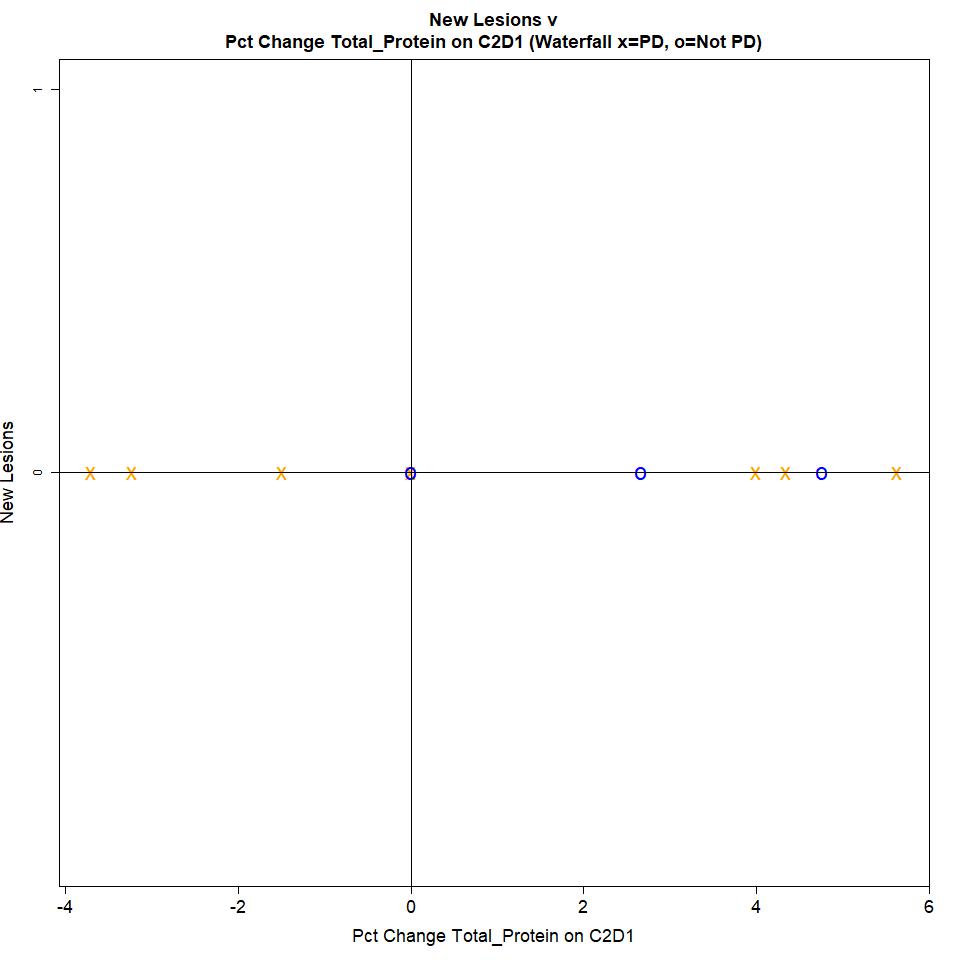 New Lesions v
Pct Change Total_Protein on C2D1 (Waterfall x=PD, o=Not PD)
1
0
New Lesions
x x x o o x x o x
-4 -2 0 2 4 6
Pct Change Total_Protein on C2D1